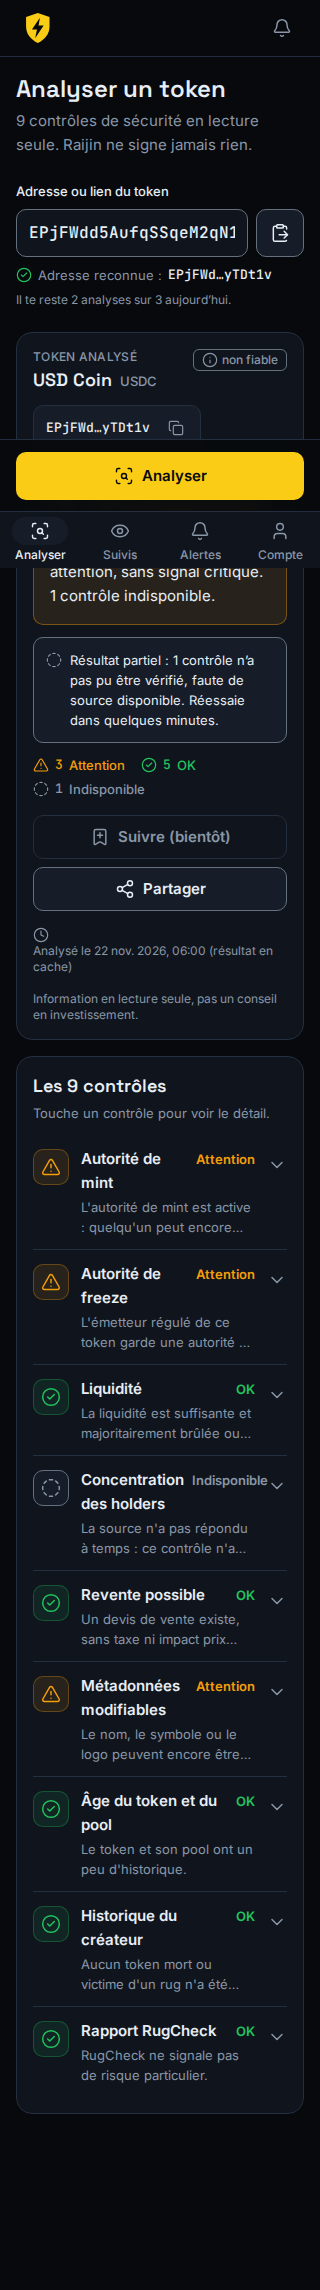 Analyser un token
9 contrôles de sécurité en lecture
seule. Raijin ne signe jamais rien.
Adresse ou lien du token
EPjFWdd5AufqSSqeM2qN1
Adresse reconnue : EPjFWd…yTDt1v
Il te reste 2 analyses sur 3 aujourd'hui.
TOKEN ANALYSÉ
non fiable
USD Coin USDC
EPjFWd…yTDt1v
Analyser
Analyser
Suivis
Alertes
Compte
attention, sans signal critique.
1 contrôle indisponible.
Résultat partiel : 1 contrôle n'a
pas pu être vérifié, faute de
source disponible. Réessaie
dans quelques minutes.
3 Attention 5 OK
1 Indisponible
Suivre (bientôt)
Partager
Analysé le 22 nov. 2026, 06:00 (résultat en
cache)
Information en lecture seule, pas un conseil
en investissement.
Les 9 contrôles
Touche un contrôle pour voir le détail.
Autorité de
mint
Attention
L'autorité de mint est active
: quelqu'un peut encore…
Autorité de
freeze
Attention
L'émetteur régulé de ce
token garde une autorité …
Liquidité
OK
La liquidité est suffisante et
majoritairement brûlée ou…
Concentration
des holders
Indisponible
La source n'a pas répondu
à temps : ce contrôle n'a…
Revente possible
OK
Un devis de vente existe,
sans taxe ni impact prix…
Métadonnées
modifiables
Attention
Le nom, le symbole ou le
logo peuvent encore être…
Âge du token et du
pool
OK
Le token et son pool ont un
peu d'historique.
Historique du
créateur
OK
Aucun token mort ou
victime d'un rug n'a été…
Rapport RugCheck
OK
RugCheck ne signale pas
de risque particulier.